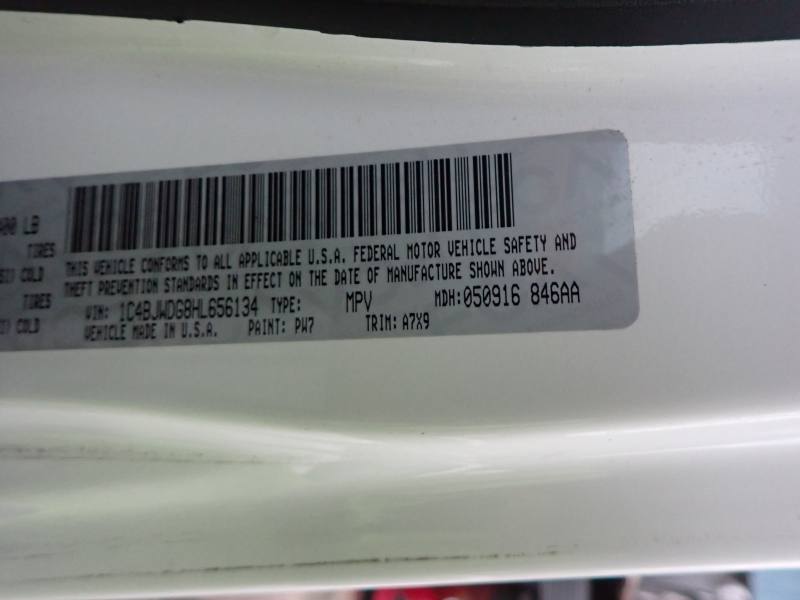 00 LB
TIRES
COLD
TIRES
COLD
THIS VEHICLE CONFORMS TO ALL APPLICABLE U.S.A. FEDERAL MOTOR VEHICLE SAFETY AND
THEFT PREVENTION STANDARDS IN EFFECT ON THE DATE OF MANUFACTURE SHOWN ABOVE.
VIN: 1C4BJWDG8HL656134 TYPE: MPV MDH:050916 846AA
VEHICLE MADE IN U.S.A. PAINT: PW7 TRIM: A7X9